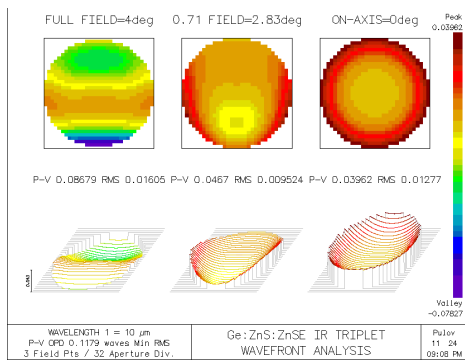 FULL FIELD=4deg 0.71 FIELD=2.83deg ON-AXIS=0deg
Peak
0.03962
P-V 0.08679 RMS 0.01605 P-V 0.0467 RMS 0.009524 P-V 0.03962 RMS 0.01277
Valley
-0.07827
WAVELENGTH 1 = 10 µm
P-V OPD 0.1179 waves Min RMS
3 Field Pts / 32 Aperture Div.
Ge:ZnS:ZnSE IR TRIPLET
WAVEFRONT ANALYSIS
Pulov
11 24
09:08 PM